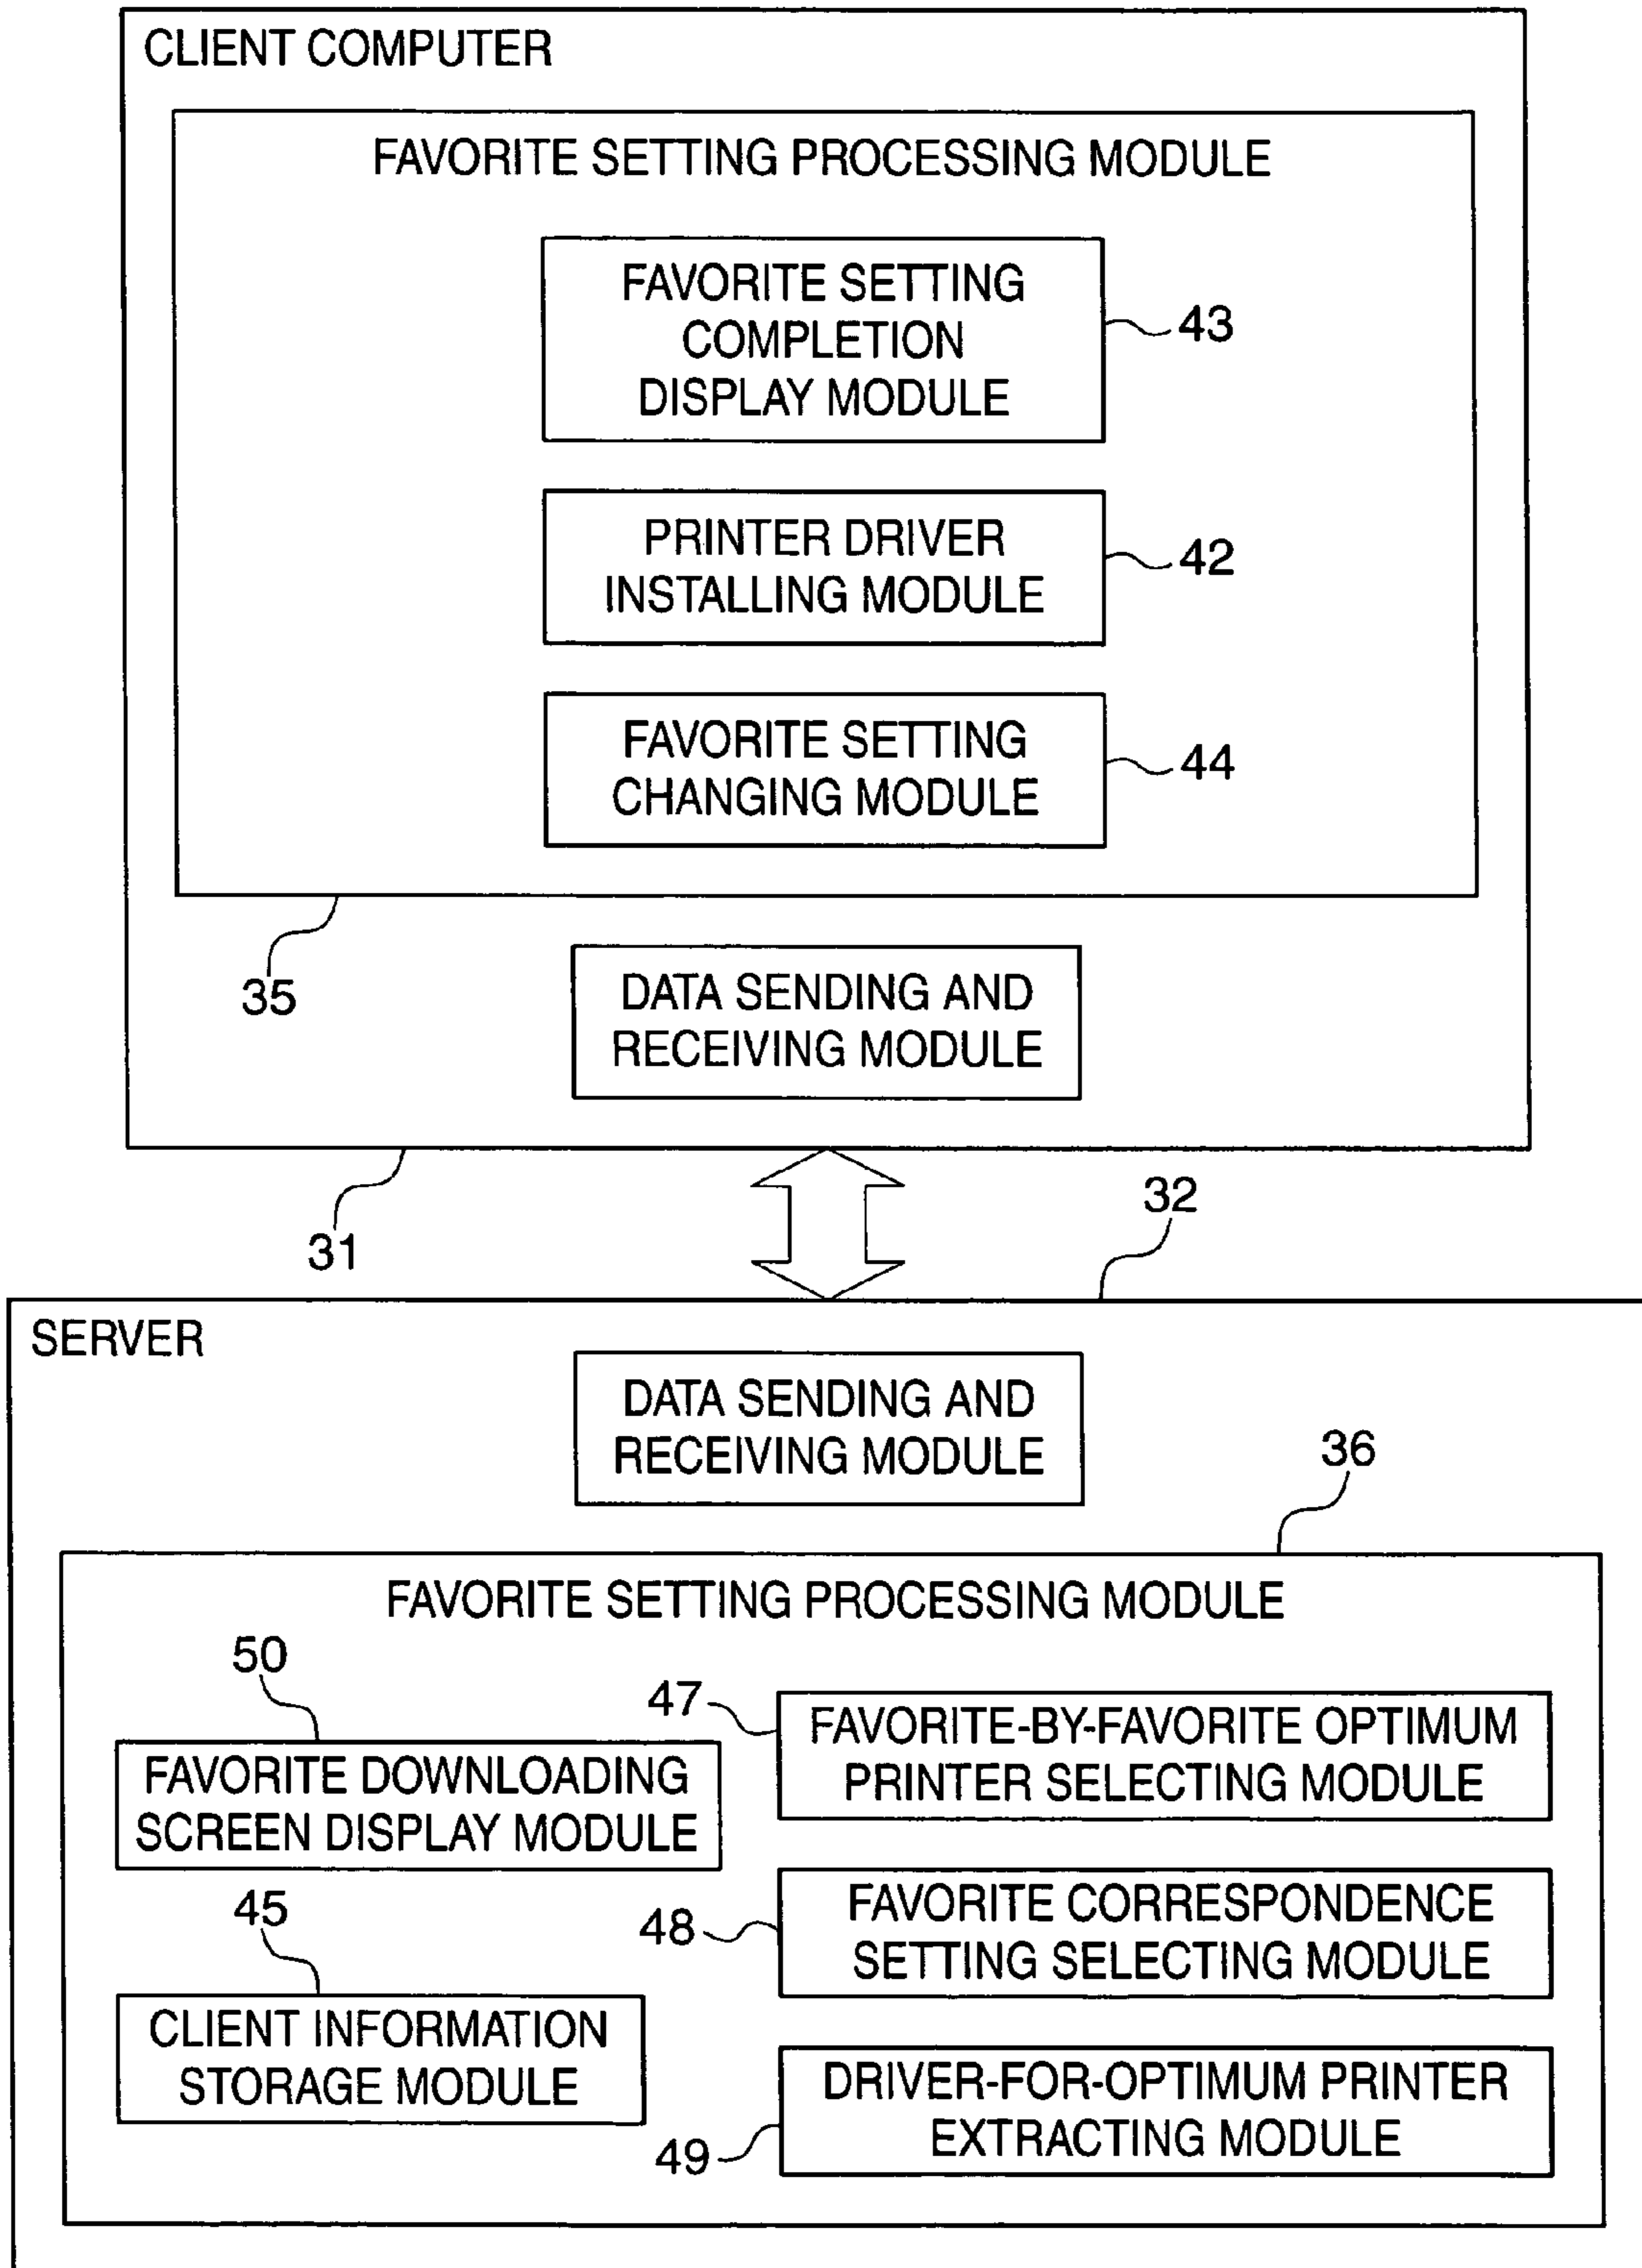 CLIENT COMPUTER
FAVORITE SETTING PROCESSING MODULE
FAVORITE SETTING
COMPLETION
DISPLAY MODULE
43
PRINTER DRIVER
INSTALLING MODULE
42
FAVORITE SETTING
CHANGING MODULE
44
35
DATA SENDING AND
RECEIVING MODULE
31
32
SERVER
DATA SENDING AND
RECEIVING MODULE
36
FAVORITE SETTING PROCESSING MODULE
50
FAVORITE DOWNLOADING
SCREEN DISPLAY MODULE
45
CLIENT INFORMATION
STORAGE MODULE
47
FAVORITE-BY-FAVORITE OPTIMUM
PRINTER SELECTING MODULE
48
FAVORITE CORRESPONDENCE
SETTING SELECTING MODULE
49
DRIVER-FOR-OPTIMUM PRINTER
EXTRACTING MODULE